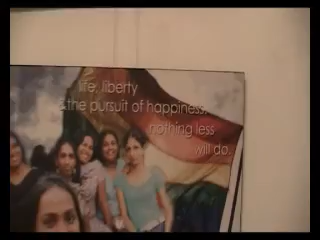 life, liberty
& the pursuit of happiness.
nothing less
will do.